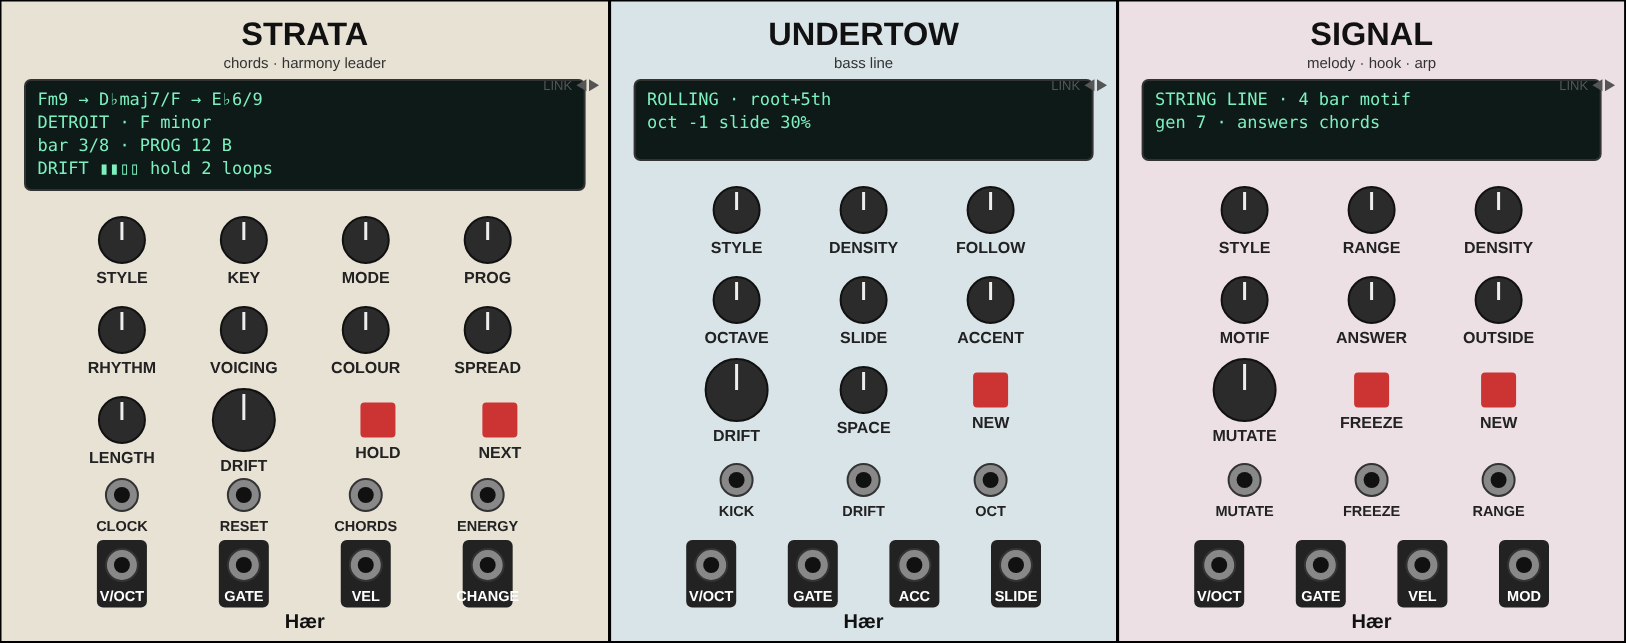 STRATA
chords · harmony leader
LINK ◀▶
Fm9 → D♭maj7/F → E♭6/9
DETROIT · F minor
bar 3/8 · PROG 12 B
DRIFT ▮▮▯▯ hold 2 loops
STYLE KEY MODE PROG
RHYTHM VOICING COLOUR SPREAD
LENGTH DRIFT HOLD NEXT
CLOCK RESET CHORDS ENERGY
V/OCT GATE VEL CHANGE
Hær
UNDERTOW
bass line
LINK ◀▶
ROLLING · root+5th
oct -1 slide 30%
STYLE DENSITY FOLLOW
OCTAVE SLIDE ACCENT
DRIFT SPACE NEW
KICK DRIFT OCT
V/OCT GATE ACC SLIDE
Hær
SIGNAL
melody · hook · arp
LINK ◀▶
STRING LINE · 4 bar motif
gen 7 · answers chords
STYLE RANGE DENSITY
MOTIF ANSWER OUTSIDE
MUTATE FREEZE NEW
MUTATE FREEZE RANGE
V/OCT GATE VEL MOD
Hær